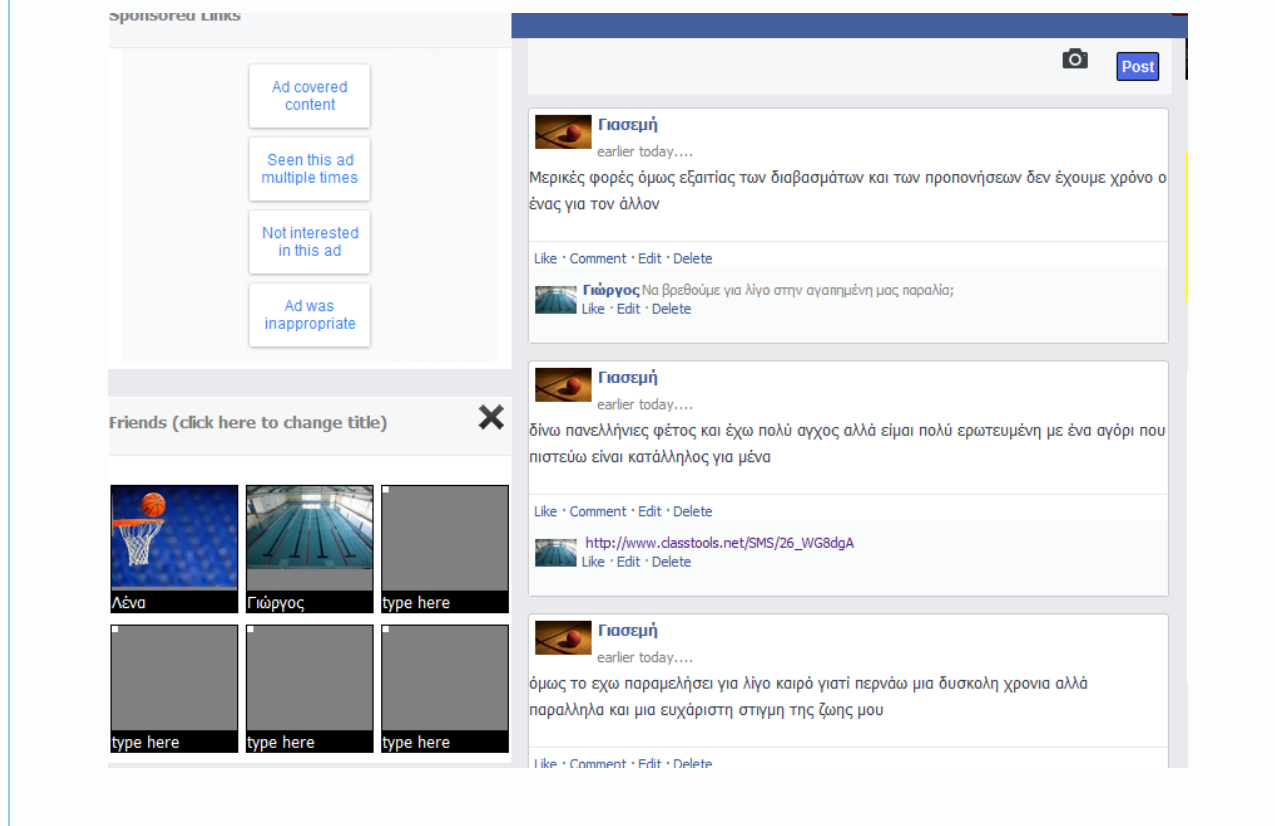 Sponsored Links
Ad covered
content
Seen this ad
multiple times
Not interested
in this ad
Ad was
inappropriate
Friends (click here to change title)
Λένα
Γιώργος
type here
type here
type here
type here
Post
Γιασεμή
earlier today....
Μερικές φορές όμως εξαιτίας των διαβασμάτων και των προπονήσεων δεν έχουμε χρόνο ο
ένας για τον άλλον
Like · Comment · Edit · Delete
Γιώργος Να βρεθούμε για λίγο στην αγαπημένη μας παραλία;
Like · Edit · Delete
Γιασεμή
earlier today....
δίνω πανελλήνιες φέτος και έχω πολύ αγχος αλλά είμαι πολύ ερωτευμένη με ένα αγόρι που
πιστεύω είναι κατάλληλος για μένα
Like · Comment · Edit · Delete
http://www.classtools.net/SMS/26_WG8dgA
Like · Edit · Delete
Γιασεμή
earlier today....
όμως το εχω παραμελήσει για λίγο καιρό γιατί περνάω μια δυσκολη χρονια αλλά
παραλληλα και μια ευχάριστη στιγμη της ζωης μου
Like · Comment · Edit · Delete